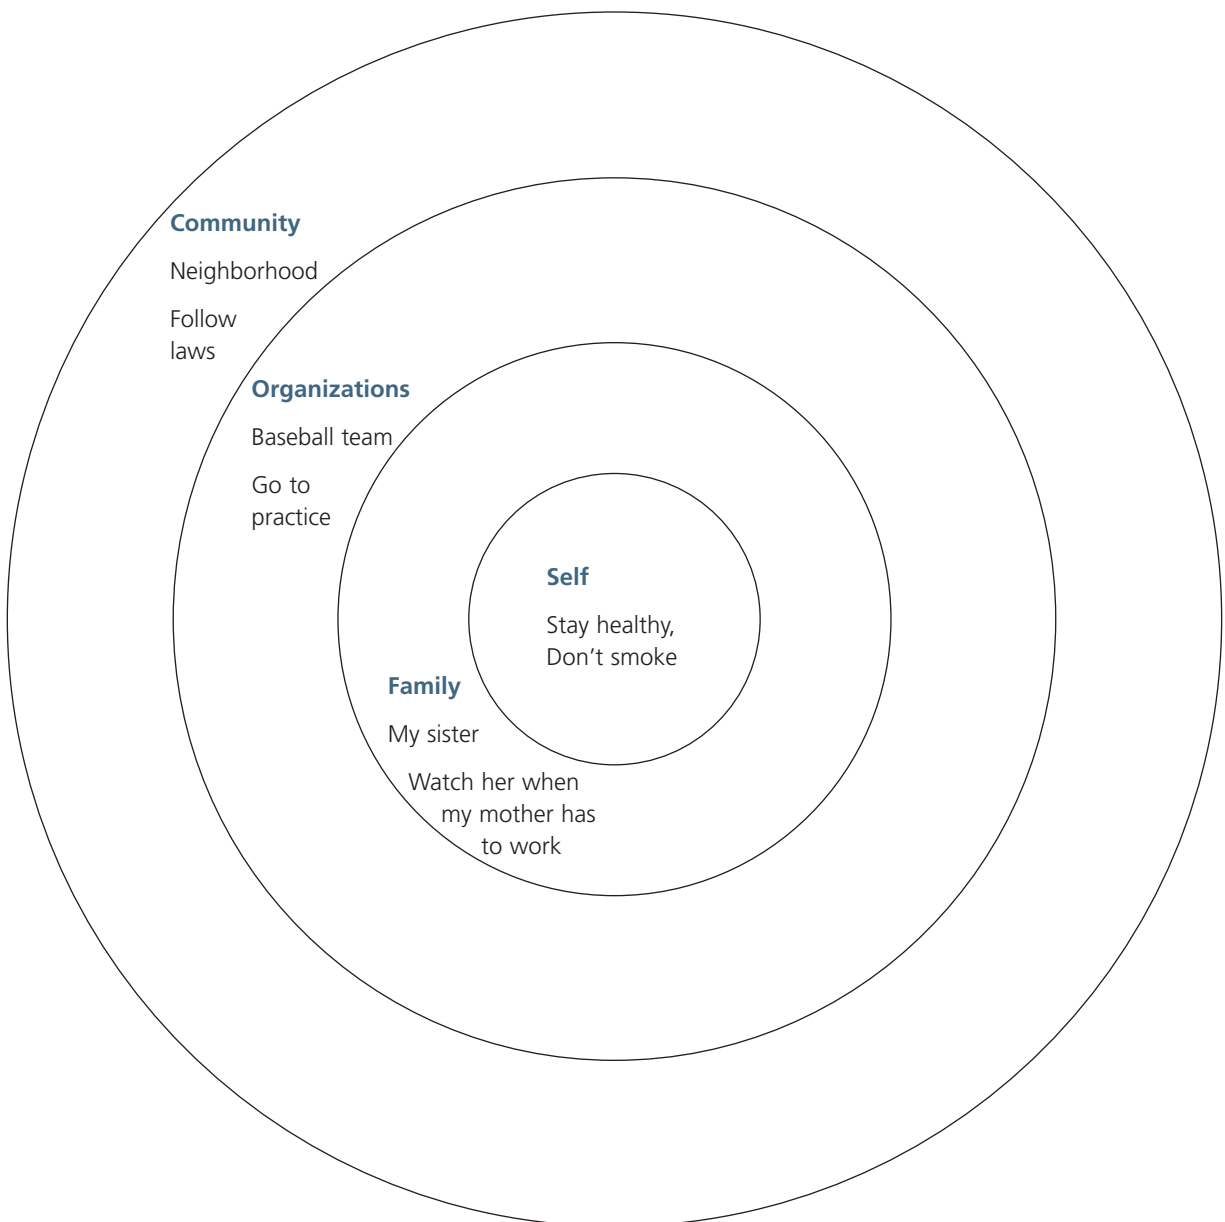 Community
Neighborhood
Follow
laws
Organizations
Baseball team
Go to
practice
Self
Stay healthy,
Don't smoke
Family
My sister
Watch her when
my mother has
to work